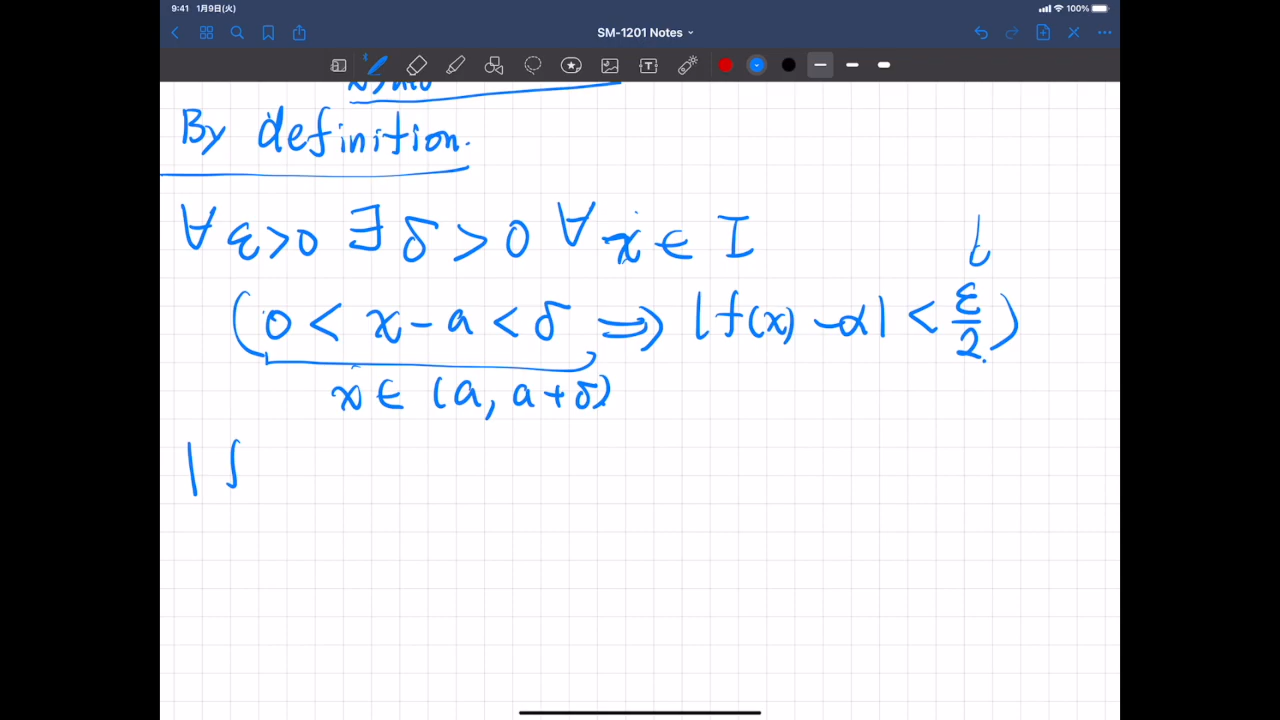 9:41 1月9日(火) 100%
SM-1201 Notes
By definition.
∀ ε>0 ∃ δ > 0 ∀ x ∈ I
(0 < x - a < δ ⟹ |f(x) - α| < ε/2)
x ∈ (a, a+δ)